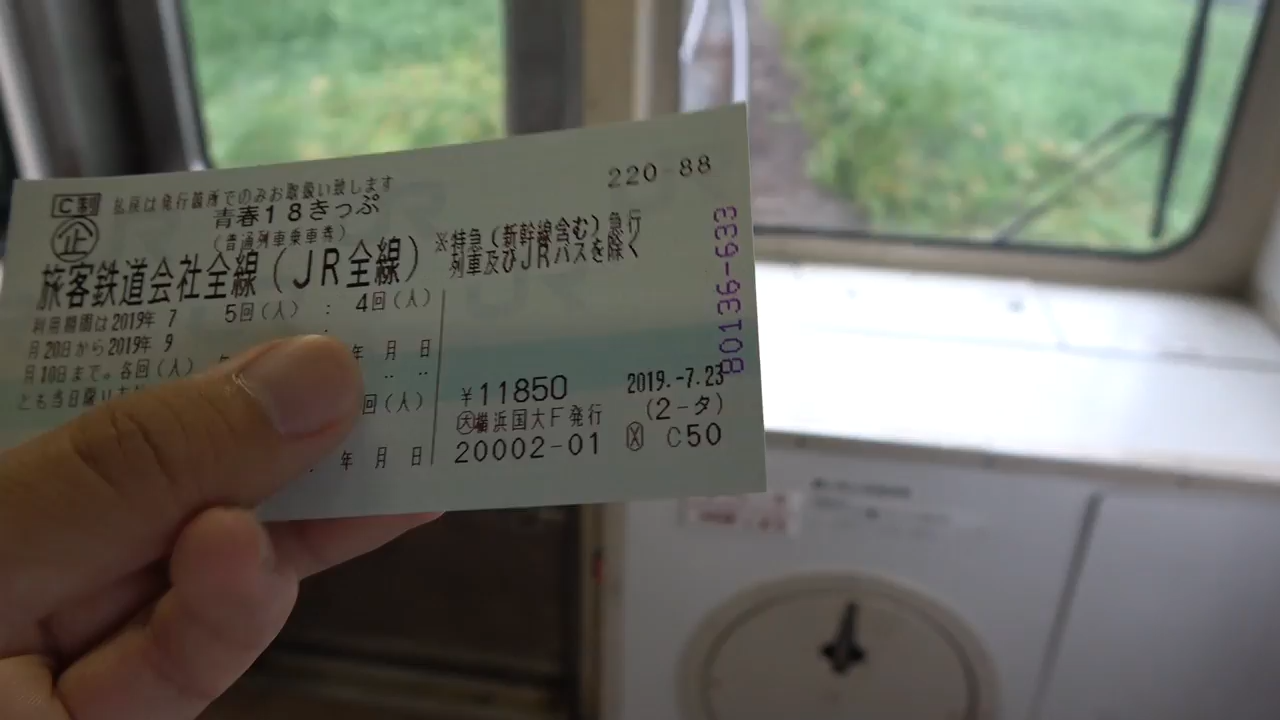 220-88
C制 払戻は発行箇所でのみお取扱い致します
企 青春18きっぷ
(普通列車乗車券)
旅客鉄道会社全線(JR全線)
※特急(新幹線含む)急行
列車及びJRバスを除く
利用期間は2019年 7
月20日から2019年 9
月10日まで。各回(人)
とも当日限り
5回(人) : 4回(人)
年 月 日
回(人)
年 月 日
¥11850
2019.-7.23
大 横浜国大F発行
(2-タ)
20002-01
C50
80136-633